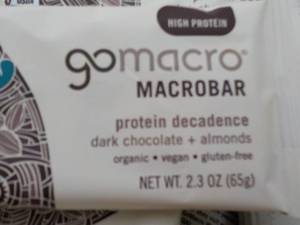 HIGH PROTEIN
gomacro
MACROBAR
protein decadence
dark chocolate + almonds
organic • vegan • gluten-free
NET WT. 2.3 OZ (65g)